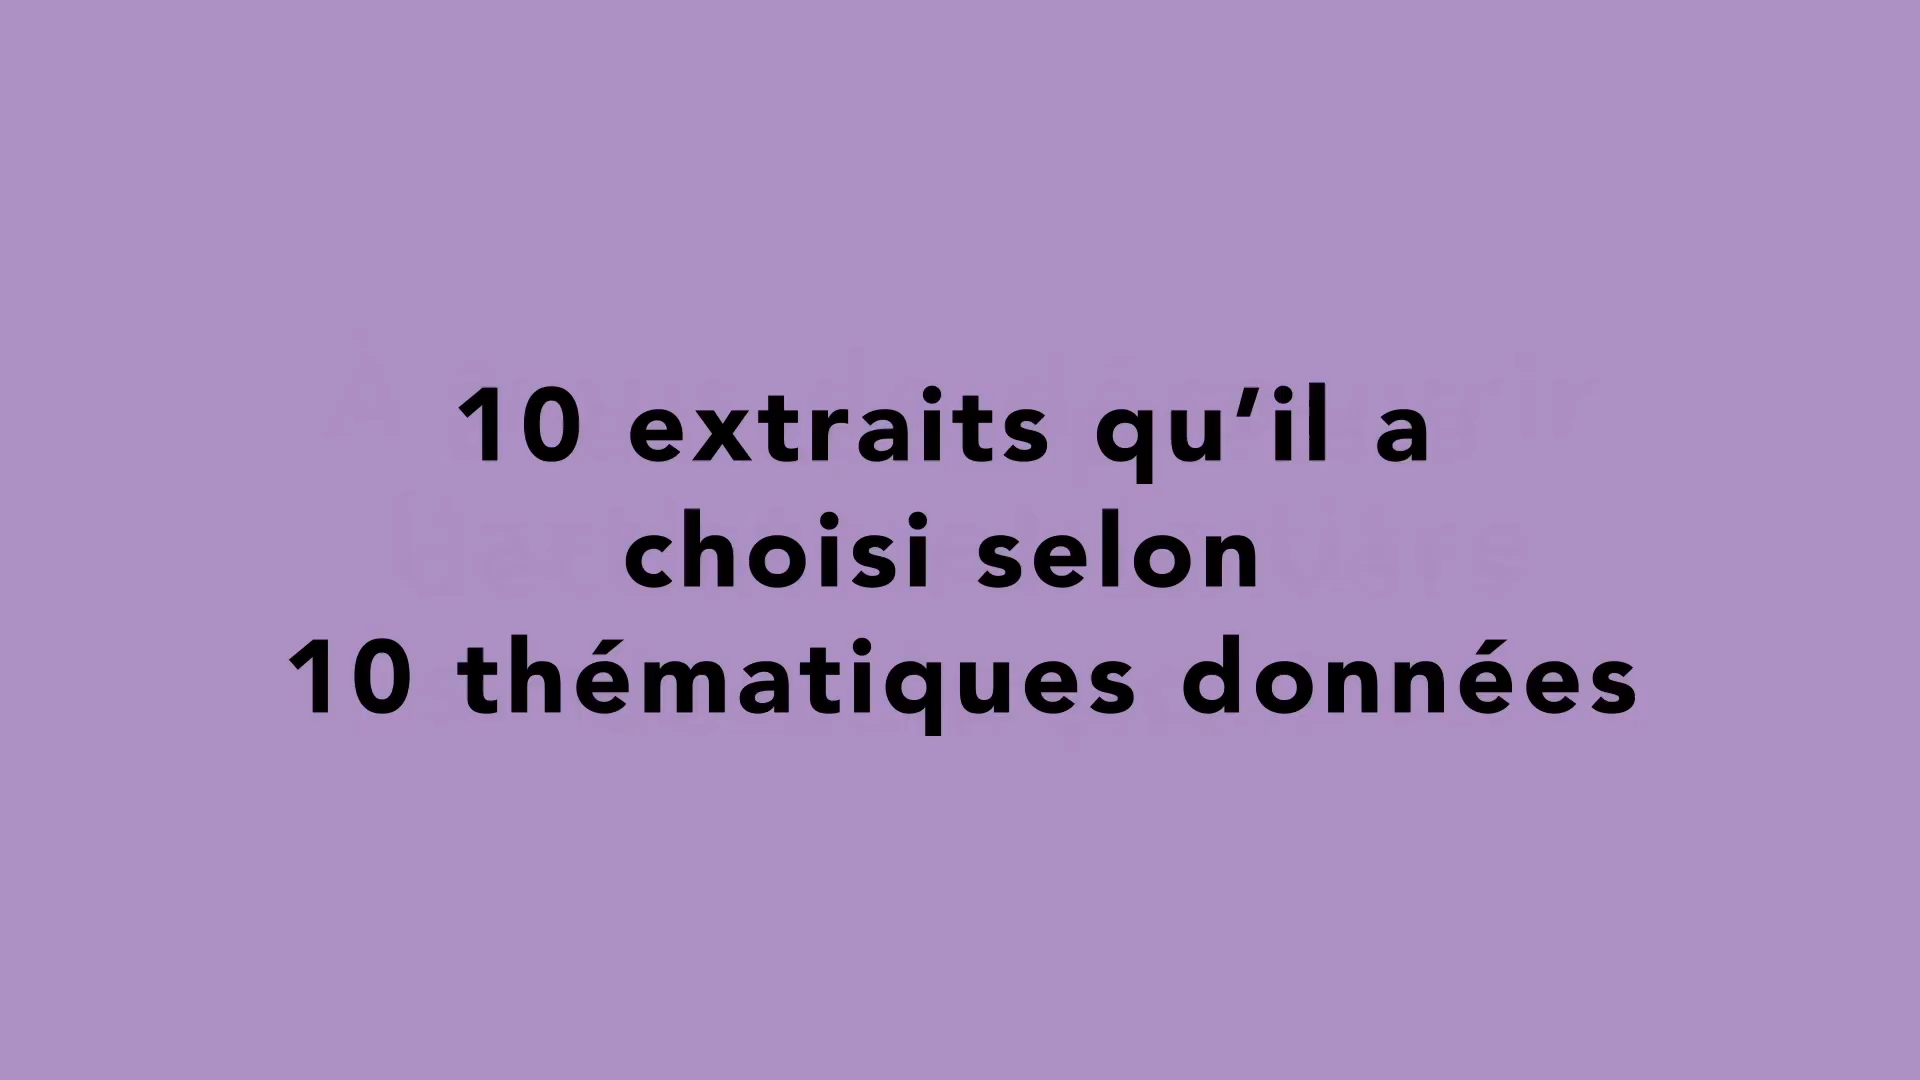 10 extraits qu’il a
choisi selon
10 thématiques données